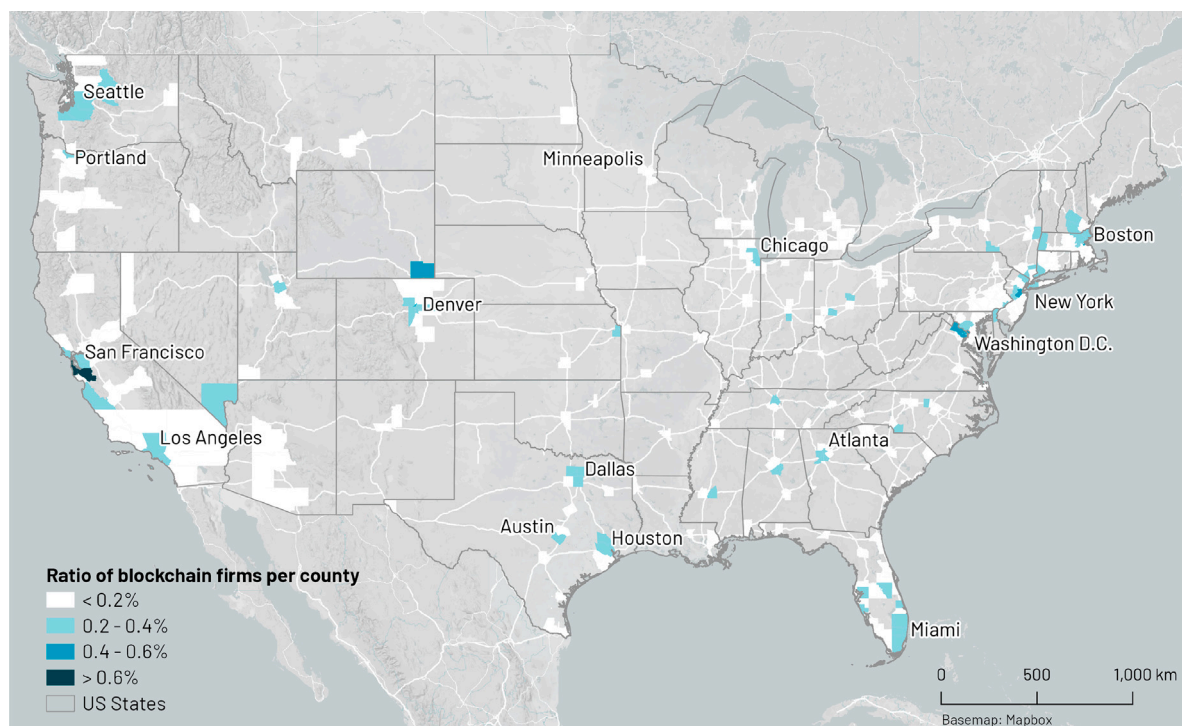 Seattle
Portland
Minneapolis
Boston
Chicago
New York
Denver
Washington D.C.
San Francisco
Los Angeles
Atlanta
Dallas
Austin
Houston
Miami
Ratio of blockchain firms per county
< 0.2%
0.2 - 0.4%
0.4 - 0.6%
> 0.6%
US States
0 500 1,000 km
Basemap: Mapbox